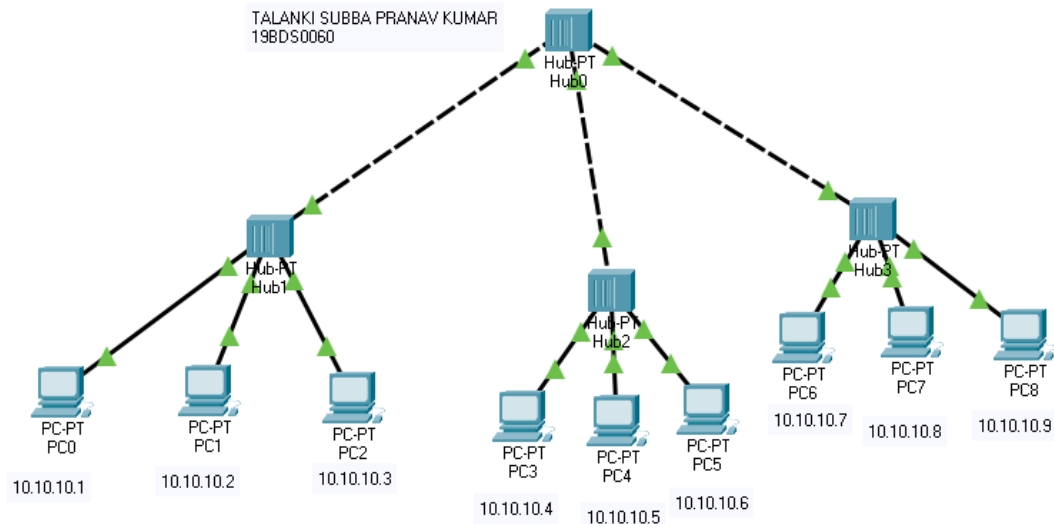 TALANKI SUBBA PRANAV KUMAR
19BDS0060
Hub-PT
Hub0
Hub-PT
Hub1
Hub-PT
Hub2
Hub-PT
Hub3
PC-PT
PC0
10.10.10.1
PC-PT
PC1
10.10.10.2
PC-PT
PC2
10.10.10.3
PC-PT
PC3
10.10.10.4
PC-PT
PC4
10.10.10.5
PC-PT
PC5
10.10.10.6
PC-PT
PC6
10.10.10.7
PC-PT
PC7
10.10.10.8
PC-PT
PC8
10.10.10.9